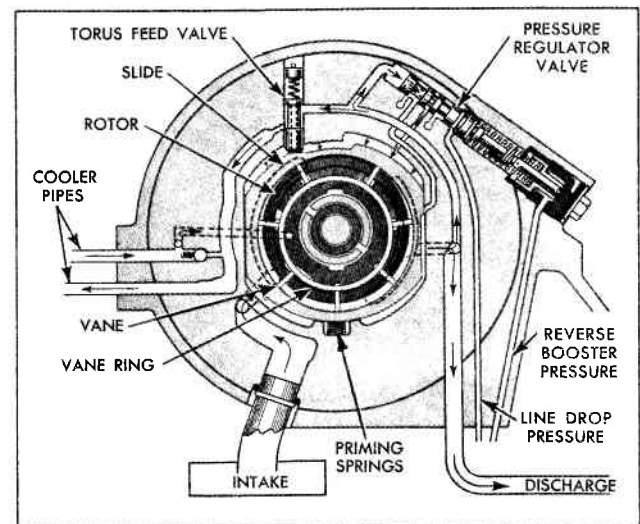 TORUS FEED VALVE
SLIDE
ROTOR
COOLER
PIPES
VANE
VANE RING
INTAKE
PRIMING
SPRINGS
PRESSURE
REGULATOR
VALVE
REVERSE
BOOSTER
PRESSURE
LINE DROP
PRESSURE
DISCHARGE